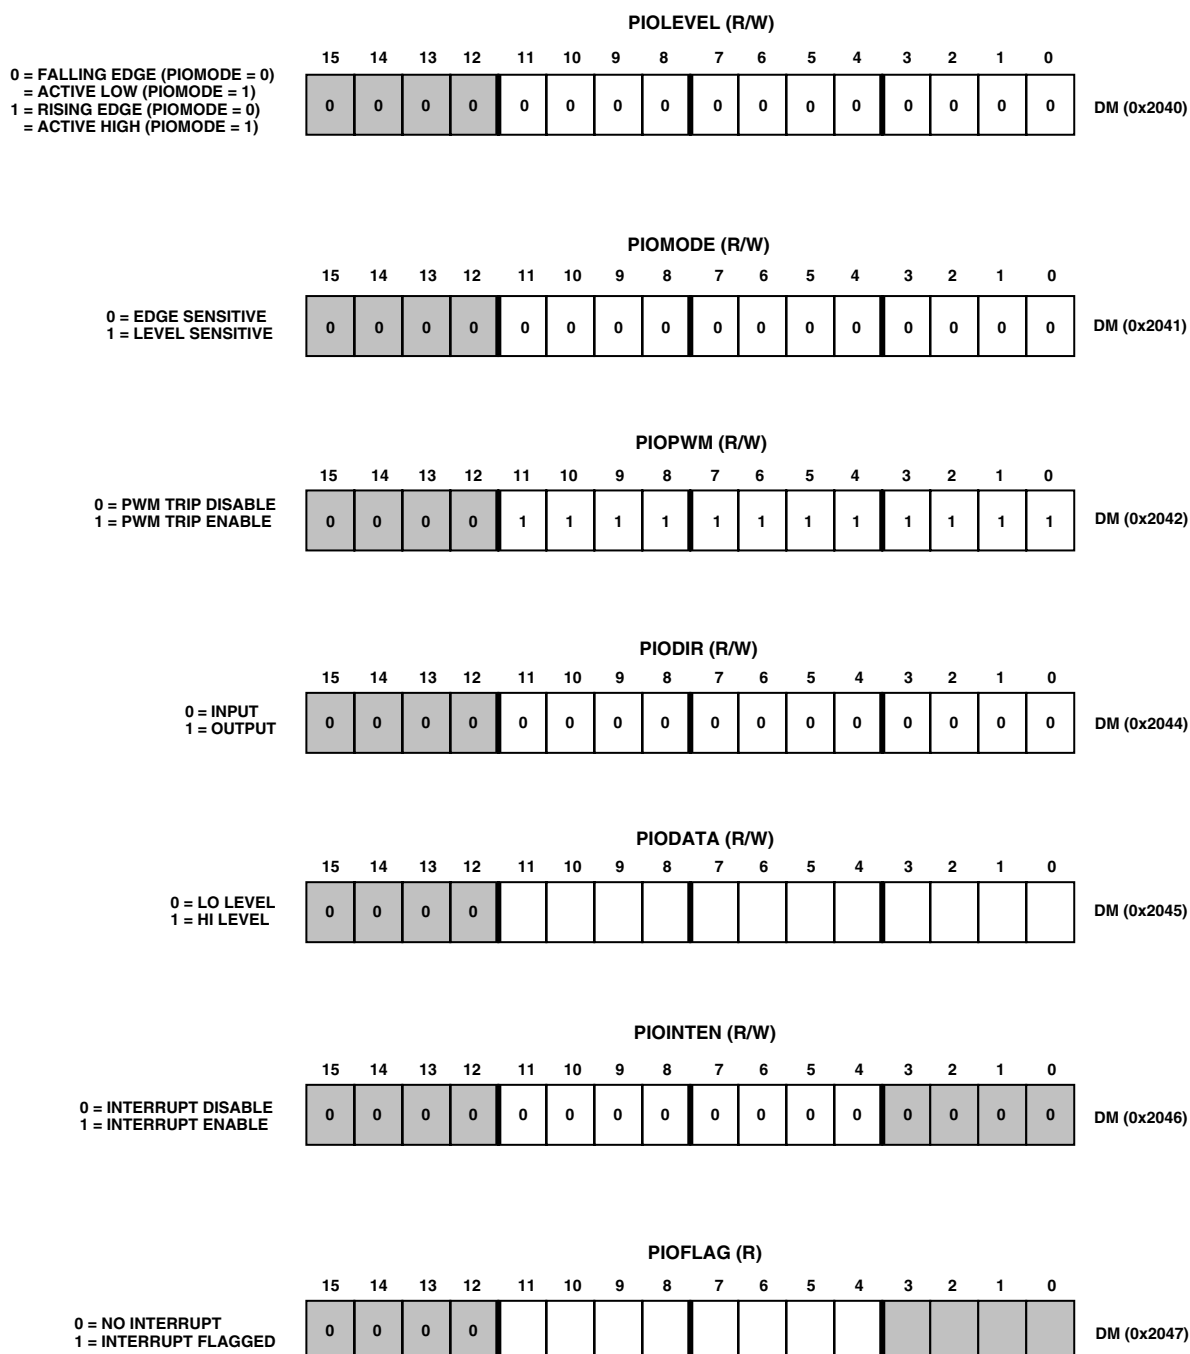 PIOLEVEL (R/W)
15 14 13 12 11 10 9 8 7 6 5 4 3 2 1 0
0 = FALLING EDGE (PIOMODE = 0)
= ACTIVE LOW (PIOMODE = 1)
1 = RISING EDGE (PIOMODE = 0)
= ACTIVE HIGH (PIOMODE = 1)
0 0 0 0 0 0 0 0 0 0 0 0 0 0 0 0 DM (0x2040)
PIOMODE (R/W)
15 14 13 12 11 10 9 8 7 6 5 4 3 2 1 0
0 = EDGE SENSITIVE
1 = LEVEL SENSITIVE
0 0 0 0 0 0 0 0 0 0 0 0 0 0 0 0 DM (0x2041)
PIOPWM (R/W)
15 14 13 12 11 10 9 8 7 6 5 4 3 2 1 0
0 = PWM TRIP DISABLE
1 = PWM TRIP ENABLE
0 0 0 0 1 1 1 1 1 1 1 1 1 1 1 1 DM (0x2042)
PIODIR (R/W)
15 14 13 12 11 10 9 8 7 6 5 4 3 2 1 0
0 = INPUT
1 = OUTPUT
0 0 0 0 0 0 0 0 0 0 0 0 0 0 0 0 DM (0x2044)
PIODATA (R/W)
15 14 13 12 11 10 9 8 7 6 5 4 3 2 1 0
0 = LO LEVEL
1 = HI LEVEL
0 0 0 0 DM (0x2045)
PIOINTEN (R/W)
15 14 13 12 11 10 9 8 7 6 5 4 3 2 1 0
0 = INTERRUPT DISABLE
1 = INTERRUPT ENABLE
0 0 0 0 0 0 0 0 0 0 0 0 0 0 0 0 DM (0x2046)
PIOFLAG (R)
15 14 13 12 11 10 9 8 7 6 5 4 3 2 1 0
0 = NO INTERRUPT
1 = INTERRUPT FLAGGED
0 0 0 0 DM (0x2047)